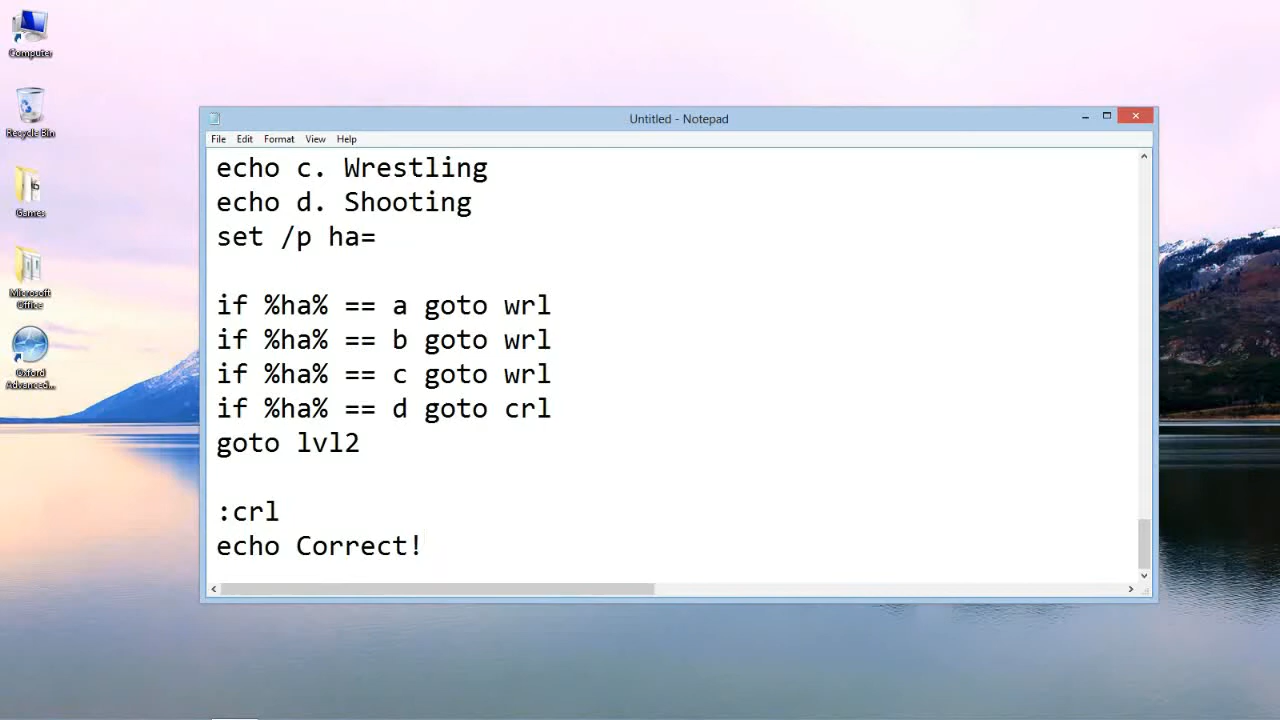 Computer
Recycle Bin
Games
Microsoft
Office
Oxford
Advanced...
Untitled - Notepad
File Edit Format View Help
echo c. Wrestling
echo d. Shooting
set /p ha=
if %ha% == a goto wrl
if %ha% == b goto wrl
if %ha% == c goto wrl
if %ha% == d goto crl
goto lvl2
:crl
echo Correct!